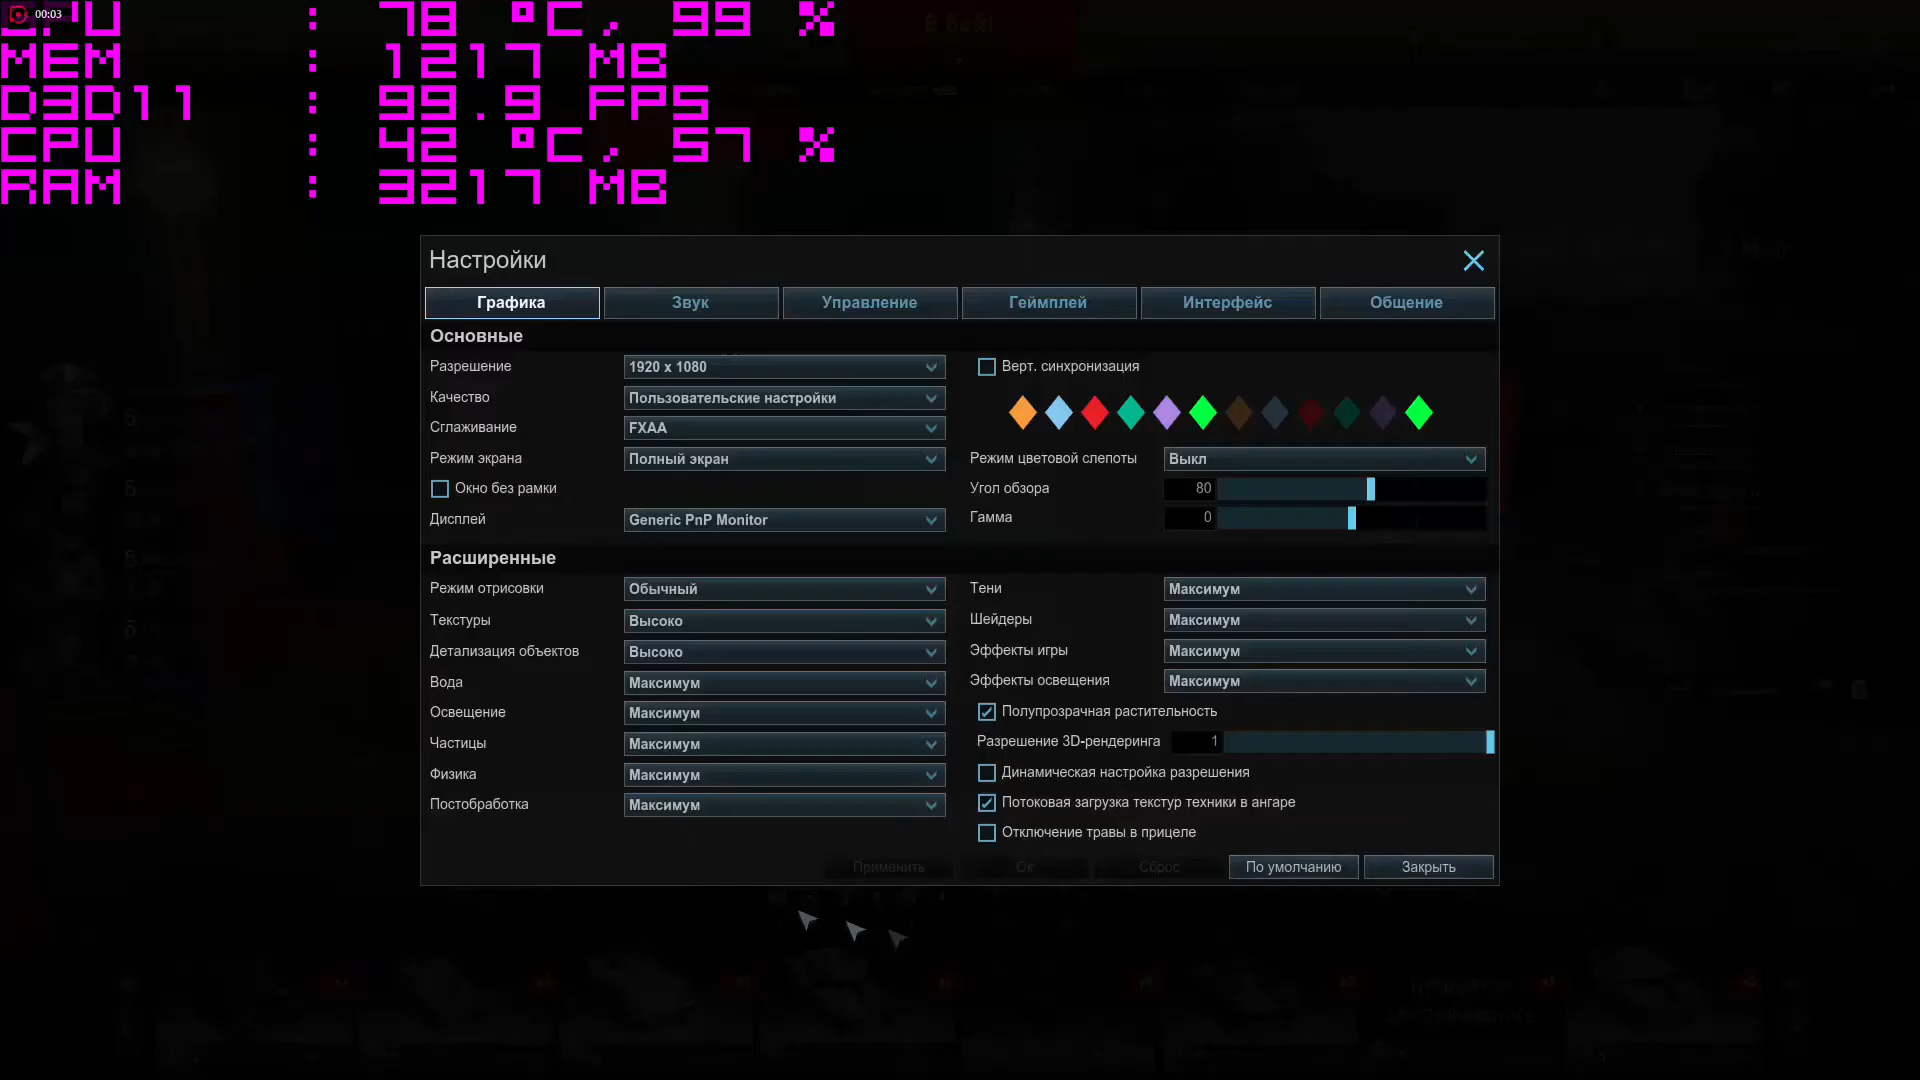 00:03
GPU : 78 °C, 99 %
MEM : 1217 MB
D3D11 : 99.9 FPS
CPU : 42 °C, 57 %
RAM : 3217 MB
В бой!
Настройки
Графика Звук Управление Геймплей Интерфейс Общение
Основные
Разрешение 1920 x 1080 Верт. синхронизация
Качество Пользовательские настройки
Сглаживание FXAA
Режим экрана Полный экран Режим цветовой слепоты Выкл
Окно без рамки Угол обзора 80
Дисплей Generic PnP Monitor Гамма 0
Расширенные
Режим отрисовки Обычный Тени Максимум
Текстуры Высоко Шейдеры Максимум
Детализация объектов Высоко Эффекты игры Максимум
Вода Максимум Эффекты освещения Максимум
Освещение Максимум Полупрозрачная растительность
Частицы Максимум Разрешение 3D-рендеринга 1
Физика Максимум Динамическая настройка разрешения
Постобработка Максимум Потоковая загрузка текстур техники в ангаре
Отключение травы в прицеле
Применить Ок Сброс По умолчанию Закрыть